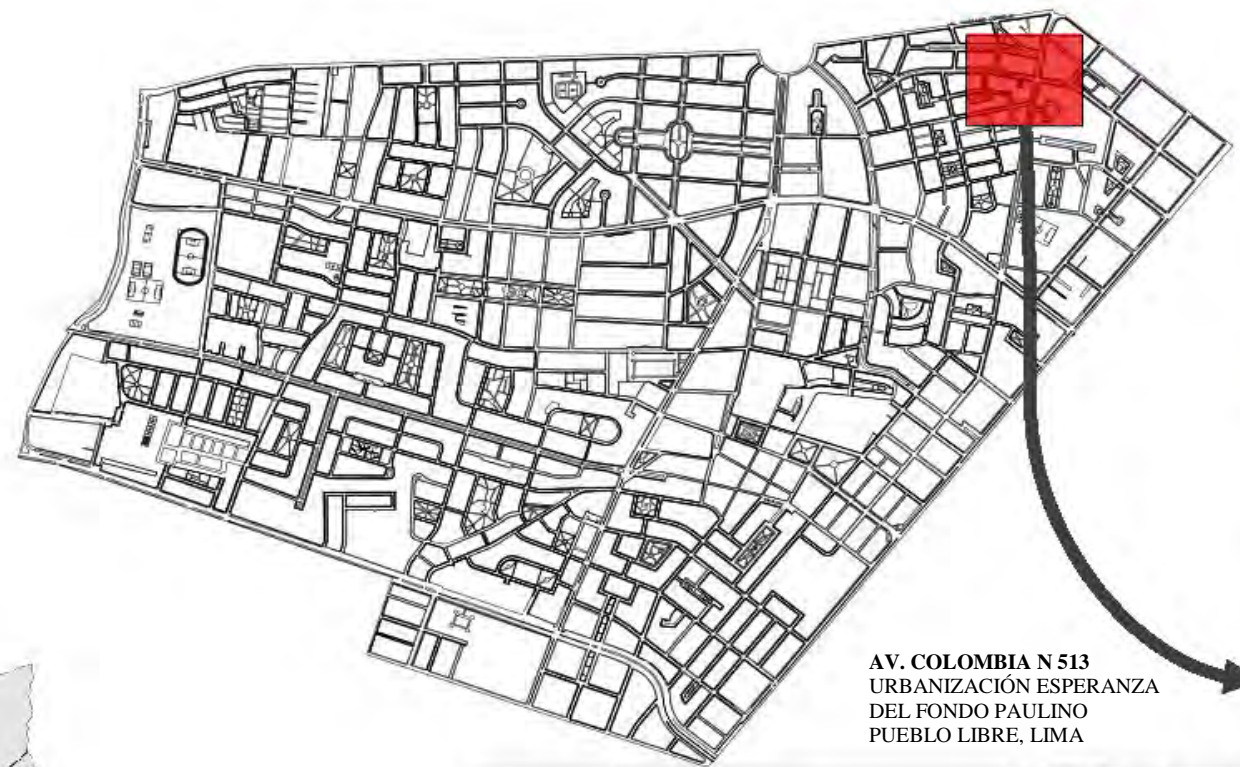 AV. COLOMBIA N 513
URBANIZACIÓN ESPERANZA
DEL FONDO PAULINO
PUEBLO LIBRE, LIMA